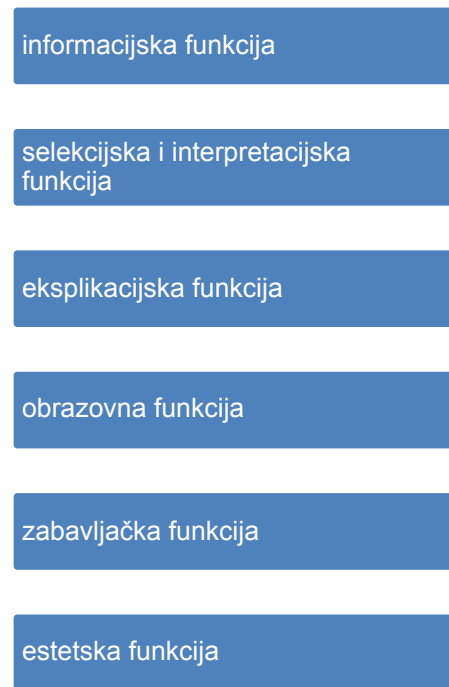 informacijska funkcija
selekcijska i interpretacijska
funkcija
eksplikacijska funkcija
obrazovna funkcija
zabavljačka funkcija
estetska funkcija